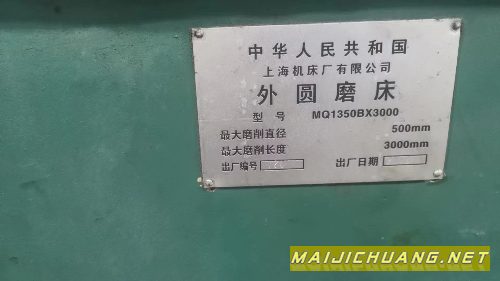 中华人民共和国
上海机床厂有限公司
外圆磨床
型号 MQ1350BX3000
最大磨削直径 500mm
最大磨削长度 3000mm
出厂编号 出厂日期
MAIJICHUANG.NET